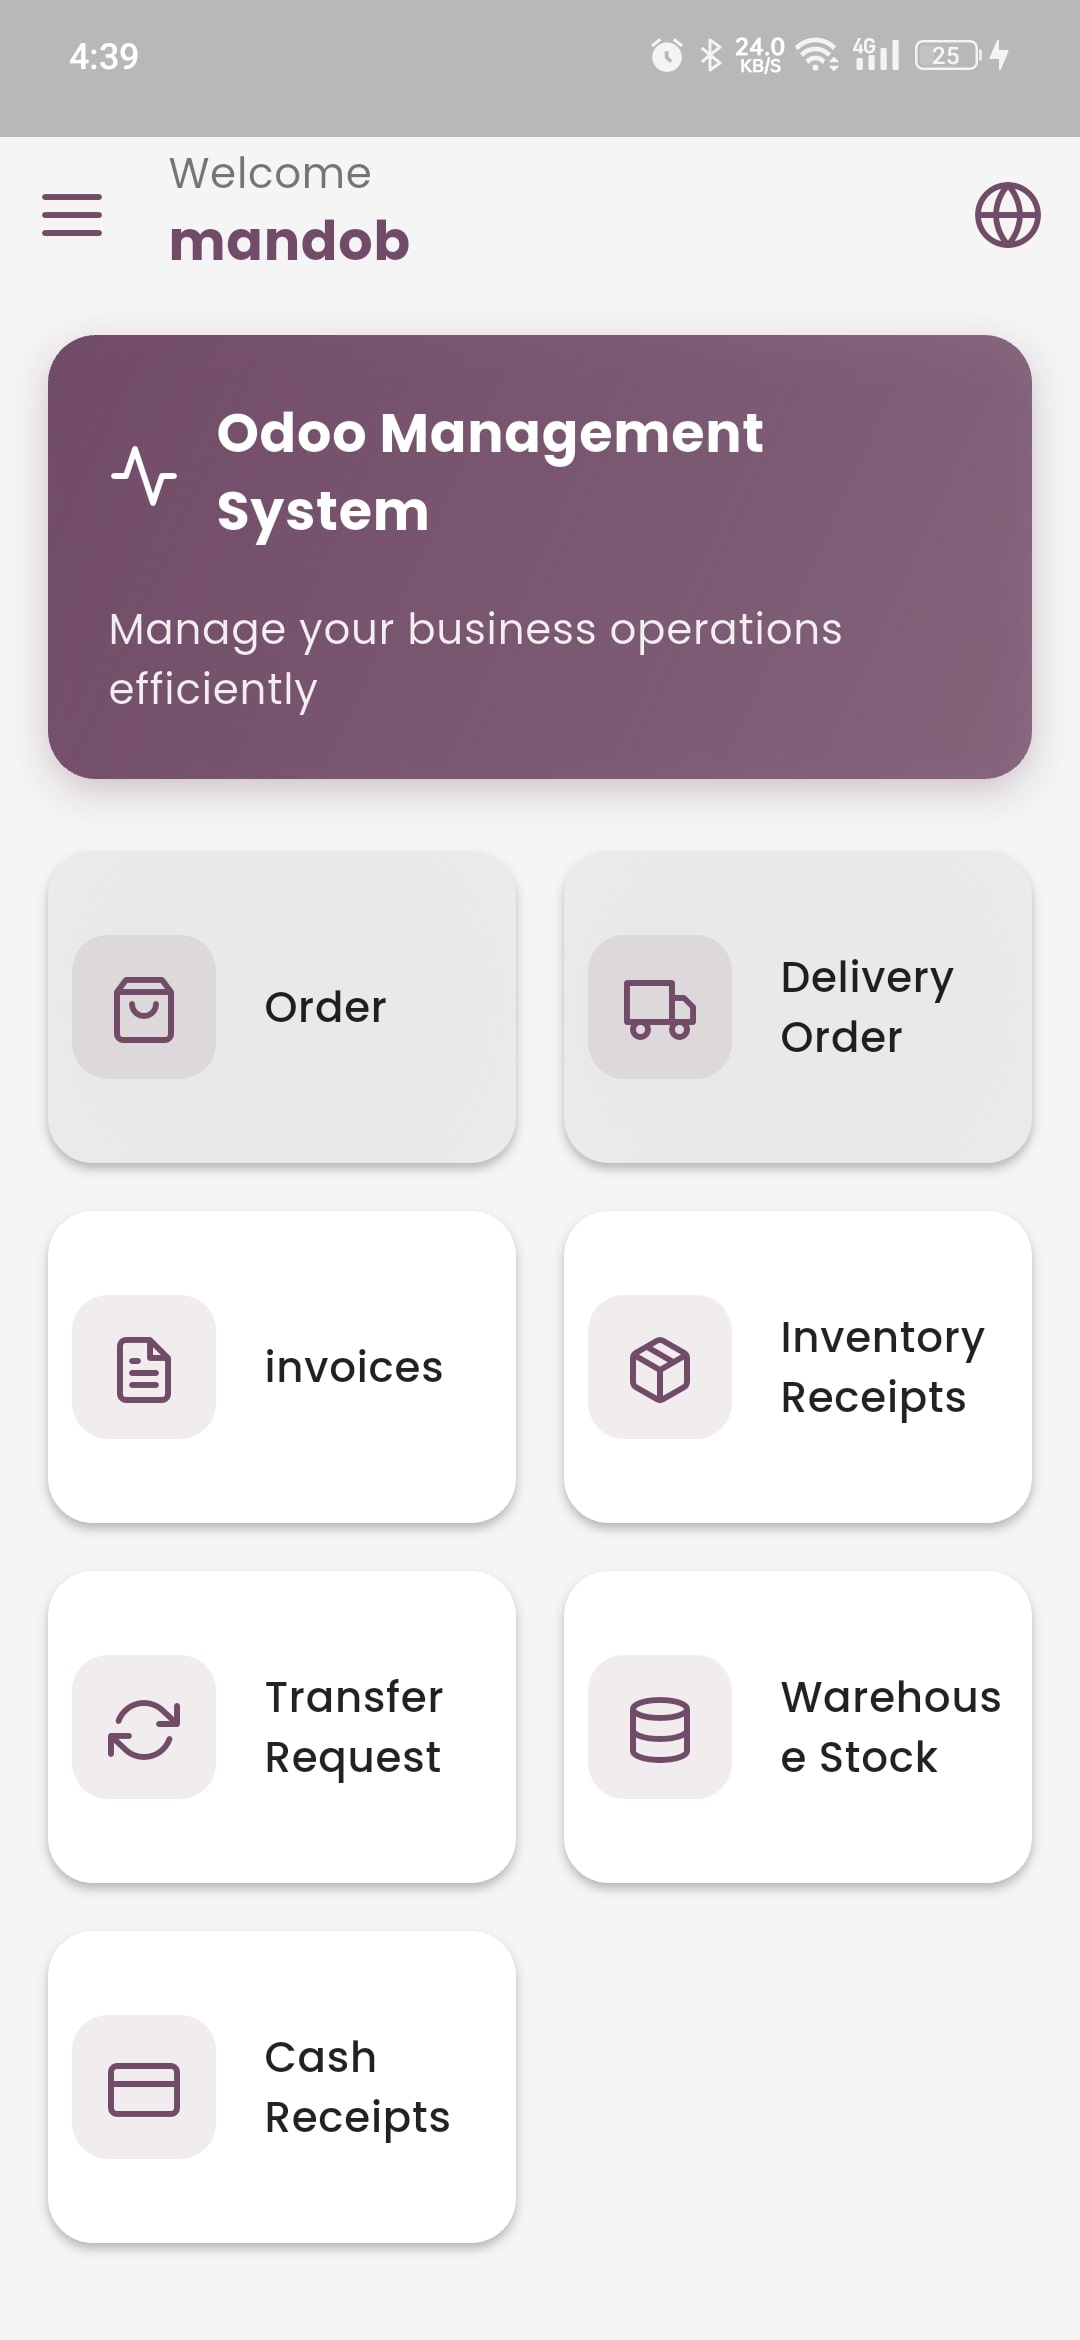 4:39
24.0
KB/S
4G
25
Welcome
mandob
Odoo Management
System
Manage your business operations
efficiently
Order
Delivery
Order
invoices
Inventory
Receipts
Transfer
Request
Warehous
e Stock
Cash
Receipts